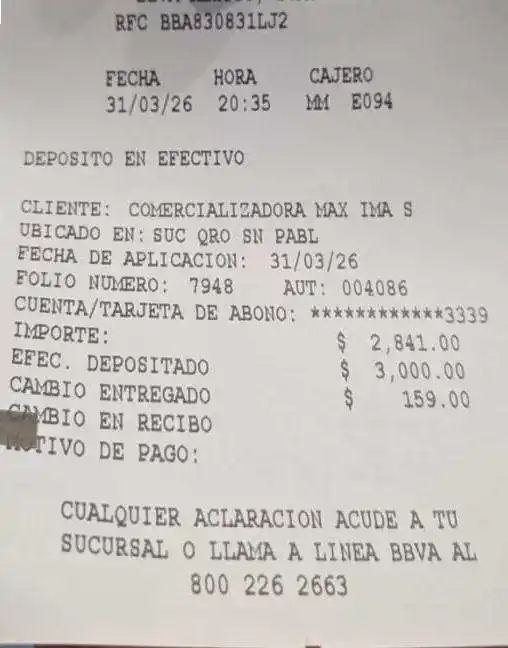 RFC BBA830831LJ2
FECHA HORA CAJERO
31/03/26 20:35 MM E094
DEPOSITO EN EFECTIVO
CLIENTE: COMERCIALIZADORA MAX IMA S
UBICADO EN: SUC QRO SN PABL
FECHA DE APLICACION: 31/03/26
FOLIO NUMERO: 7948 AUT: 004086
CUENTA/TARJETA DE ABONO: ************3339
IMPORTE: $ 2,841.00
EFEC. DEPOSITADO $ 3,000.00
CAMBIO ENTREGADO $ 159.00
CAMBIO EN RECIBO
MOTIVO DE PAGO:
CUALQUIER ACLARACION ACUDE A TU
SUCURSAL O LLAMA A LINEA BBVA AL
800 226 2663